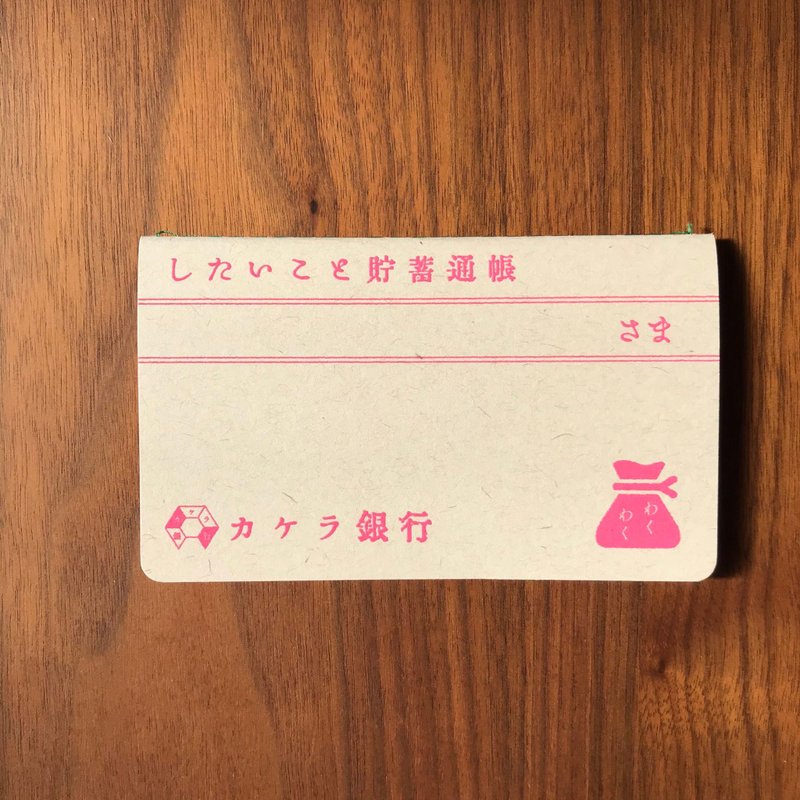 したいこと貯蓄通帳
さま
カケラ銀行
わく
わく